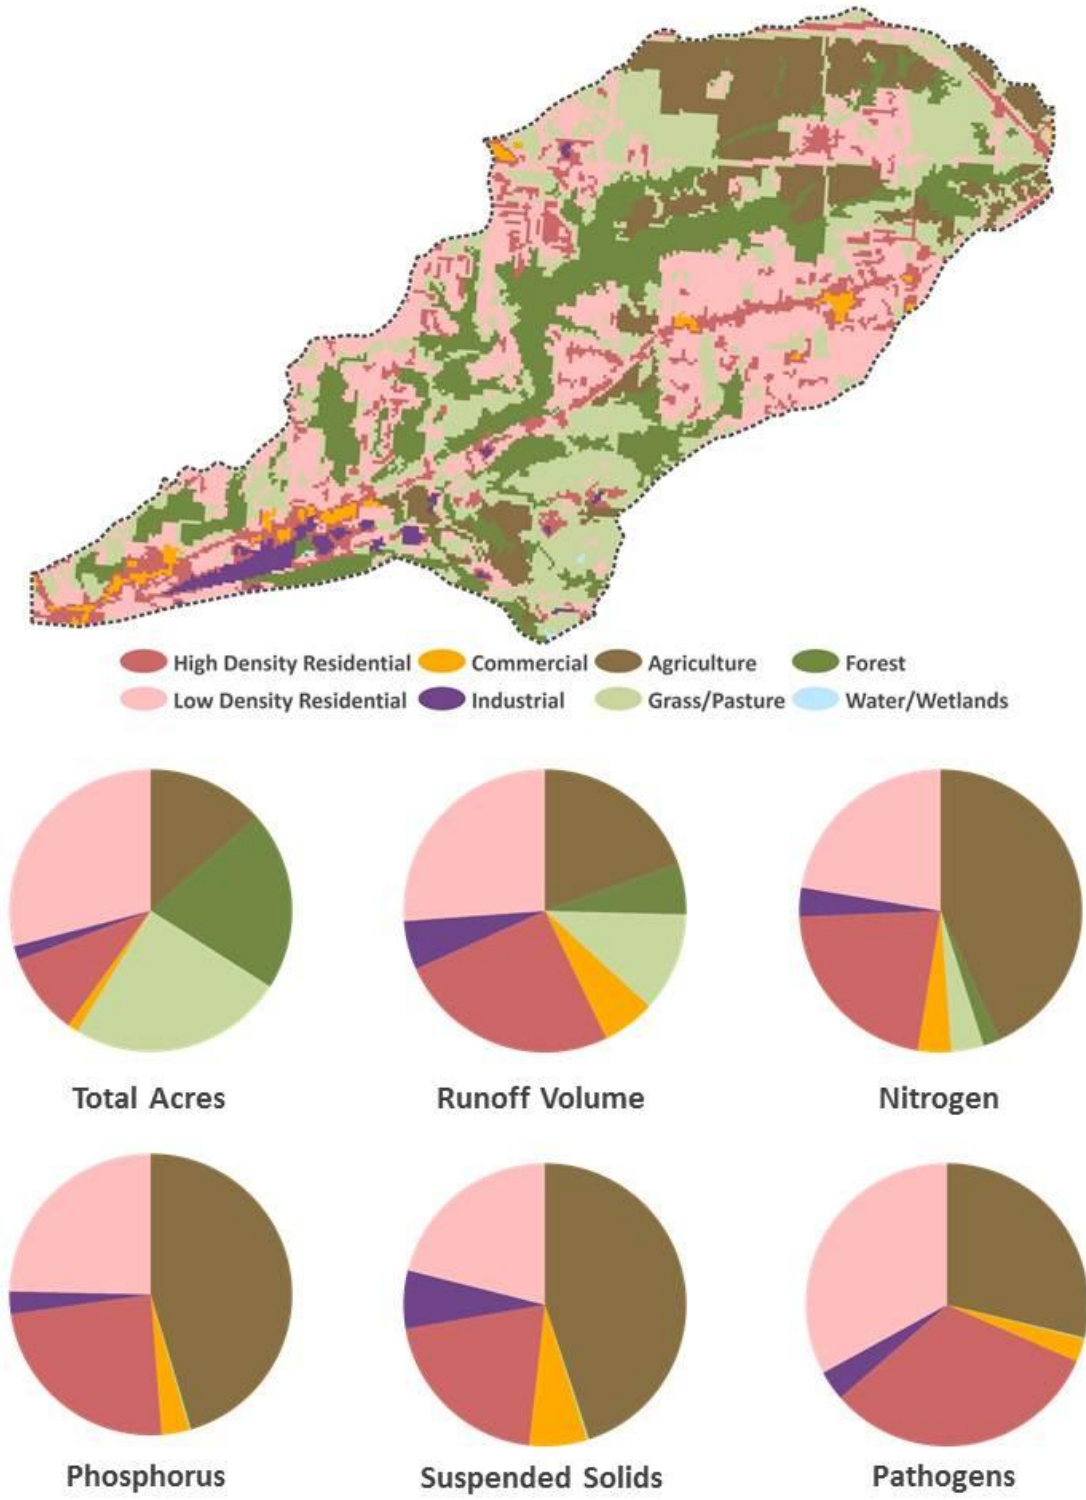 High Density Residential Commercial Agriculture Forest
Low Density Residential Industrial Grass/Pasture Water/Wetlands
Total Acres Runoff Volume Nitrogen
Phosphorus Suspended Solids Pathogens